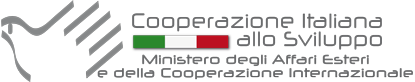 Cooperazione Italiana
allo Sviluppo
Ministero degli Affari Esteri
e della Cooperazione Internazionale